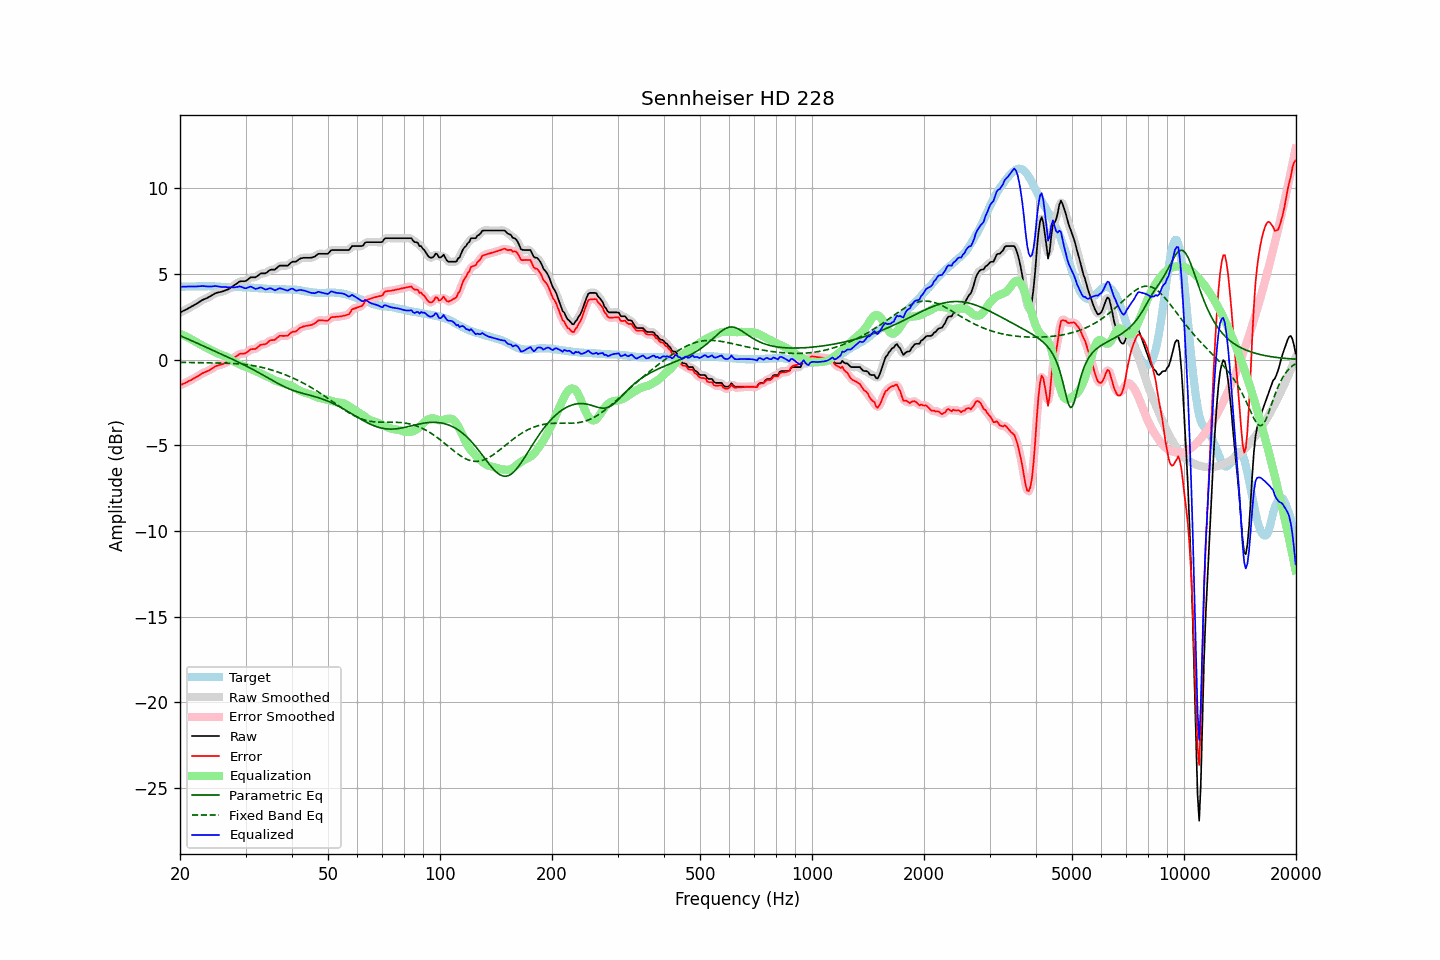 Sennheiser HD 228
Amplitude (dBr)
10
5
0
−5
−10
−15
−20
−25
Target
Raw Smoothed
Error Smoothed
Raw
Error
Equalization
Parametric Eq
Fixed Band Eq
Equalized
20 50 100 200 500 1000 2000 5000 10000 20000
Frequency (Hz)